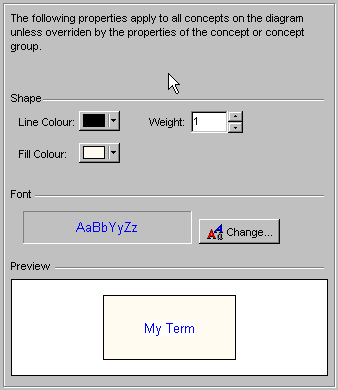 The following properties apply to all concepts on the diagram
unless overriden by the properties of the concept or concept
group.
Shape
Line Colour: Weight: 1
Fill Colour:
Font
AaBbYyZz Change...
Preview
My Term